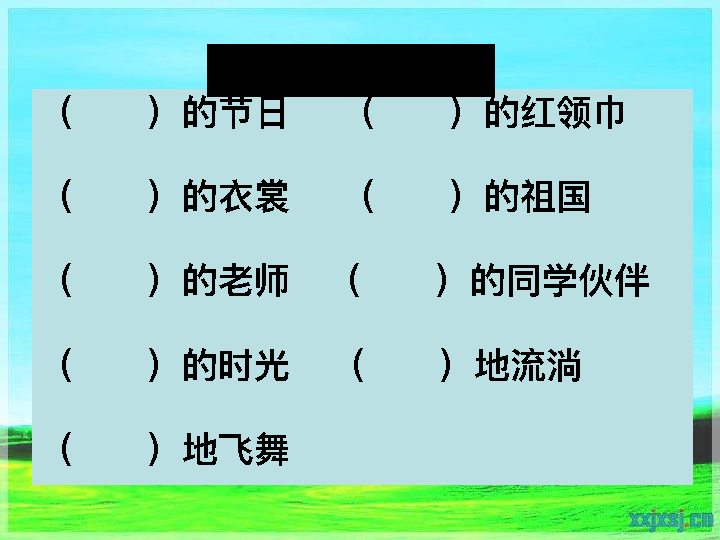 （　　）的节日　（　　）的红领巾
（　　）的衣裳　（　　）的祖国
（　　）的老师　（　　）的同学伙伴
（　　）的时光　（　　）地流淌
（　　）地飞舞
xxjxsj.cn